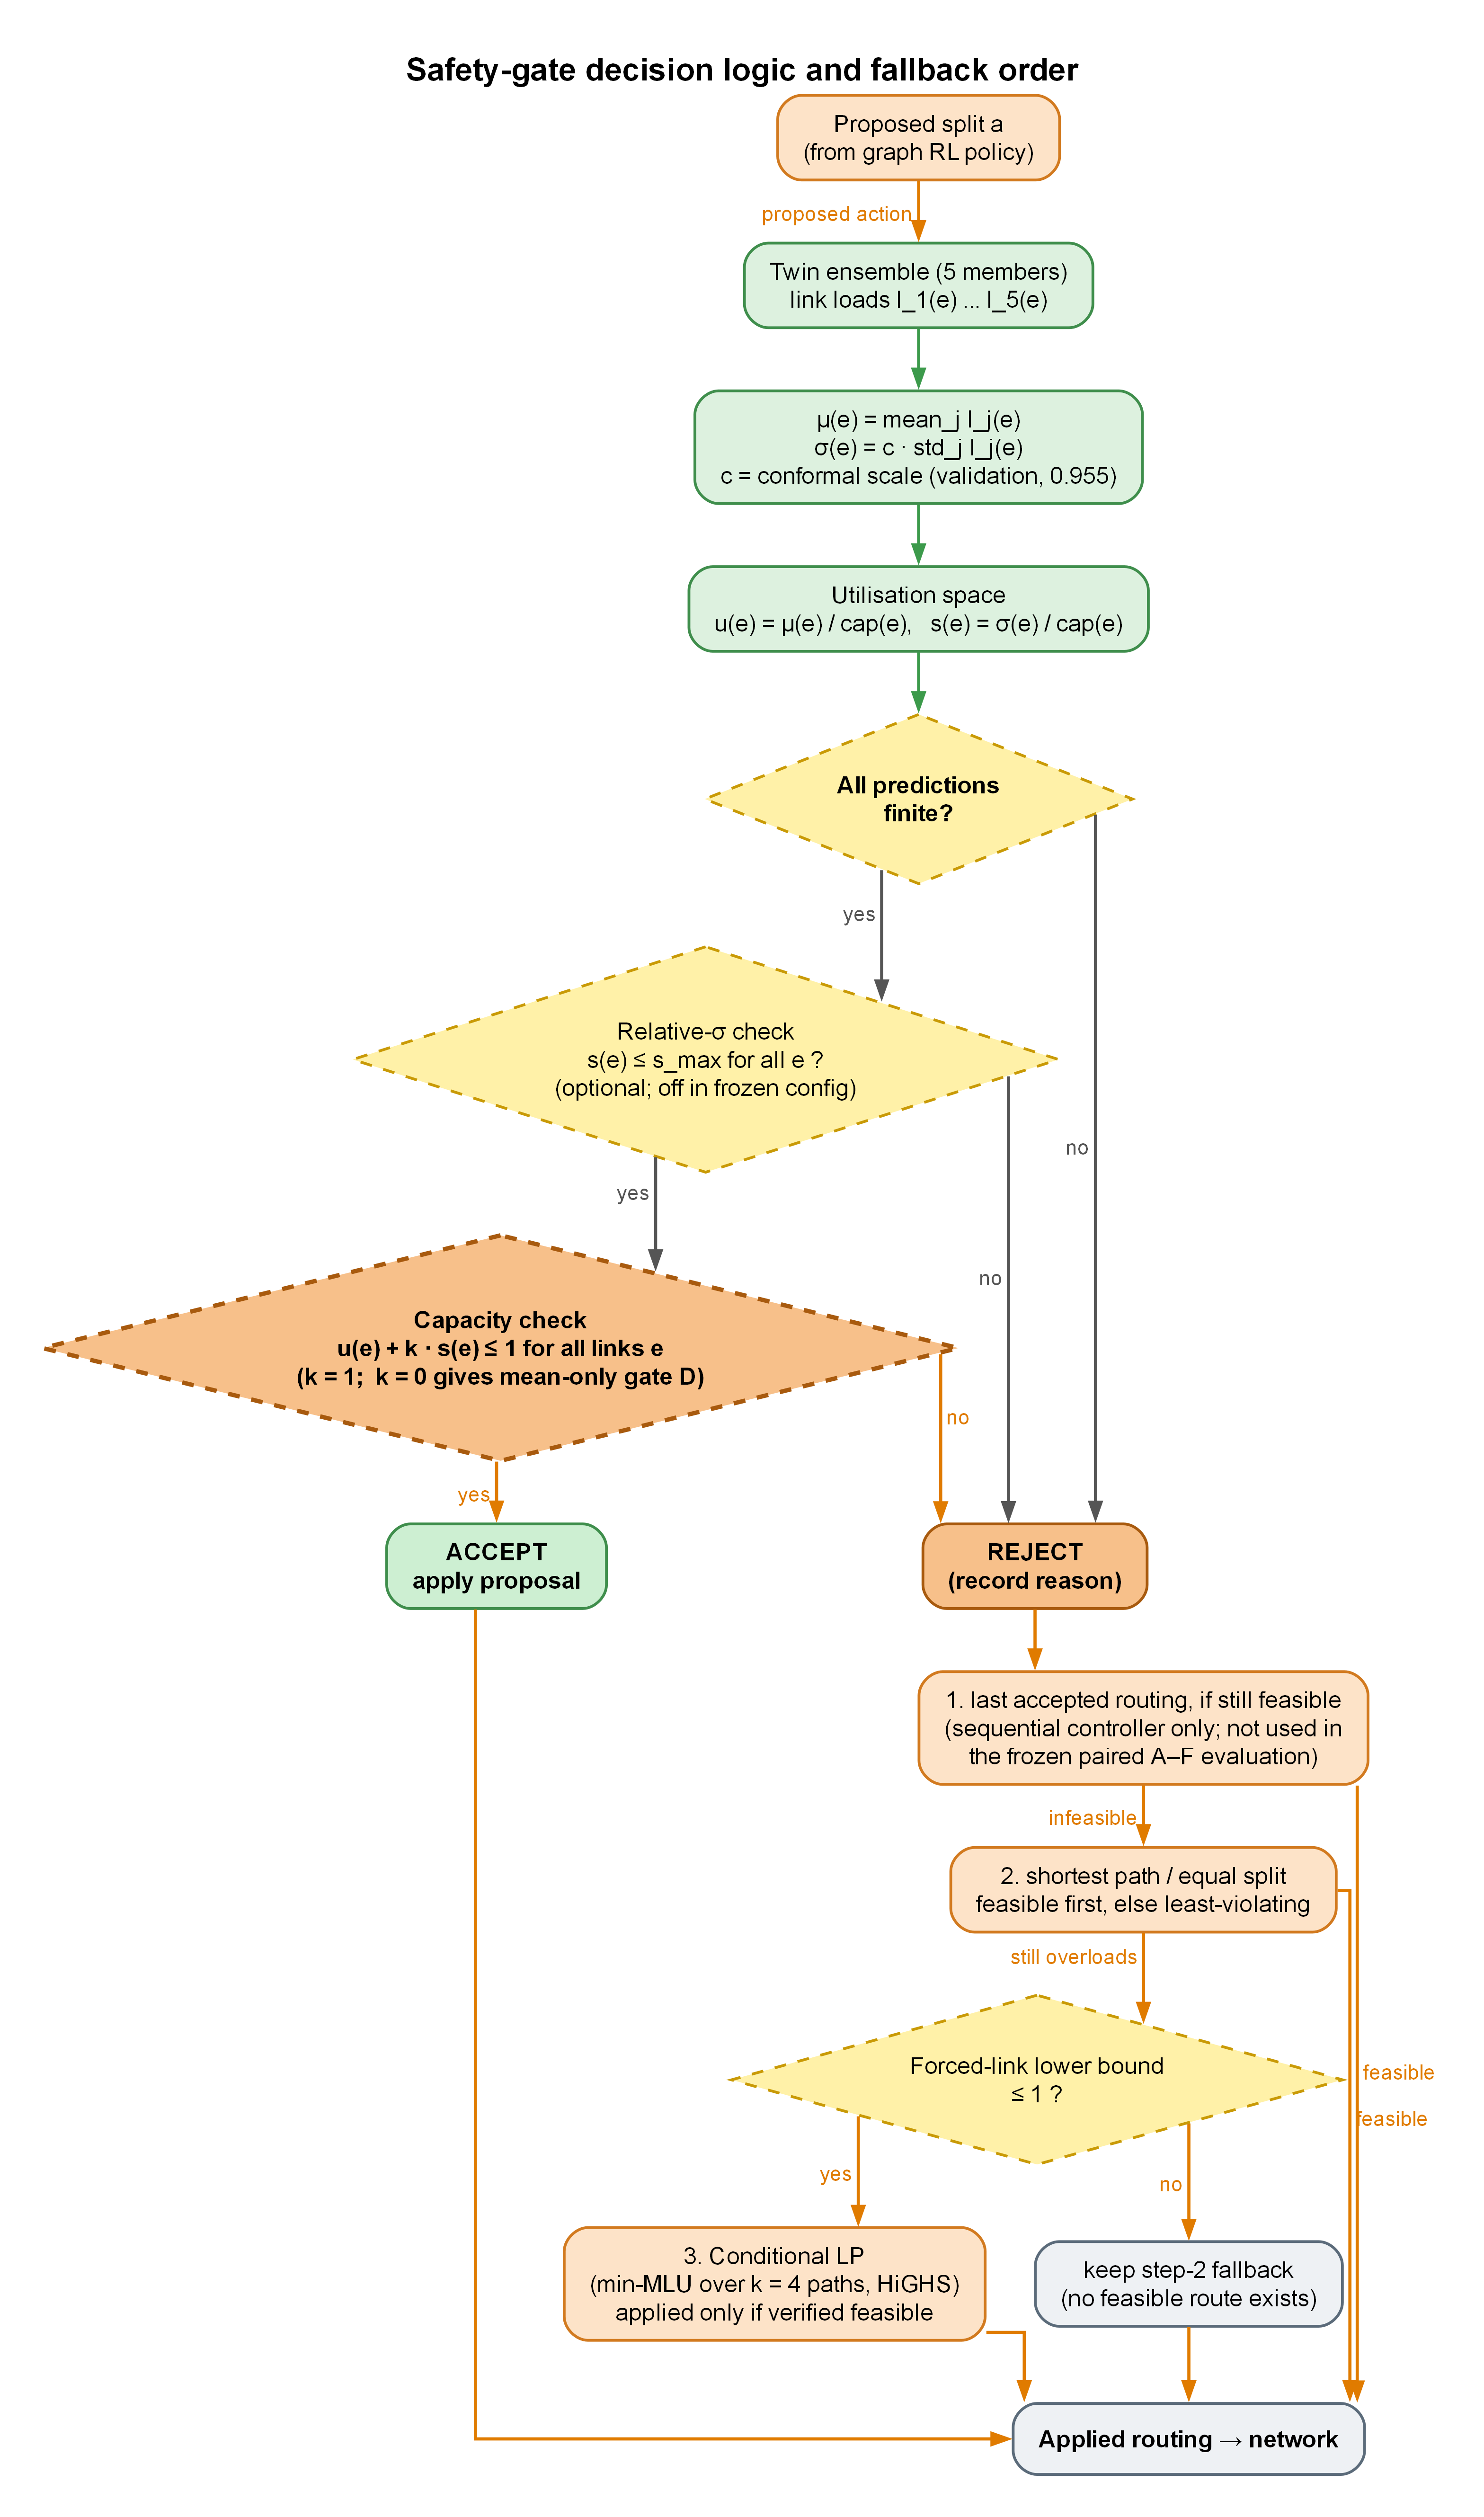 Safety-gate decision logic and fallback order
Proposed split a
(from graph RL policy)
proposed action
Twin ensemble (5 members)
link loads l_1(e) ... l_5(e)
μ(e) = mean_j l_j(e)
σ(e) = c · std_j l_j(e)
c = conformal scale (validation, 0.955)
Utilisation space
u(e) = μ(e) / cap(e),   s(e) = σ(e) / cap(e)
All predictions
finite?
yes
no
Relative-σ check
s(e) ≤ s_max for all e ?
(optional; off in frozen config)
yes
no
Capacity check
u(e) + k · s(e) ≤ 1 for all links e
(k = 1;  k = 0 gives mean-only gate D)
no
yes
ACCEPT
apply proposal
REJECT
(record reason)
1. last accepted routing, if still feasible
(sequential controller only; not used in
the frozen paired A–F evaluation)
infeasible
2. shortest path / equal split
feasible first, else least-violating
still overloads
Forced-link lower bound
≤ 1 ?
feasible
feasible
yes
no
3. Conditional LP
(min-MLU over k = 4 paths, HiGHS)
applied only if verified feasible
keep step-2 fallback
(no feasible route exists)
Applied routing → network